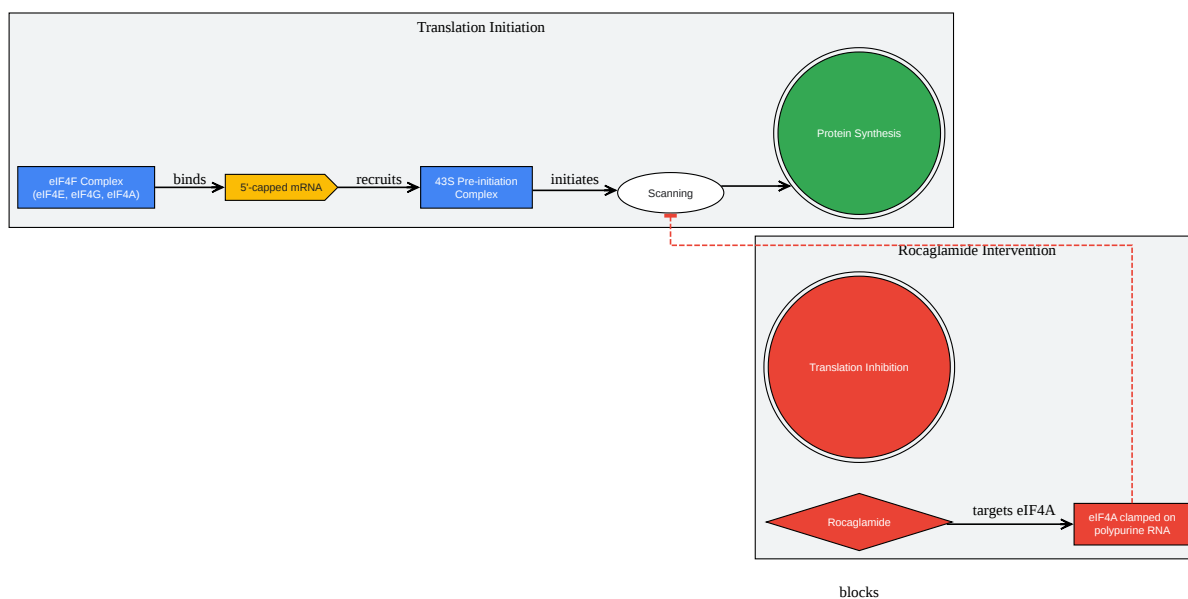 Translation Initiation
Protein Synthesis
eIF4F Complex
(eIF4E, eIF4G, eIF4A)
binds
5'-capped mRNA
recruits
43S Pre-initiation
Complex
initiates
Scanning
Rocaglamide Intervention
Translation Inhibition
Rocaglamide
targets eIF4A
eIF4A clamped on
polypurine RNA
blocks